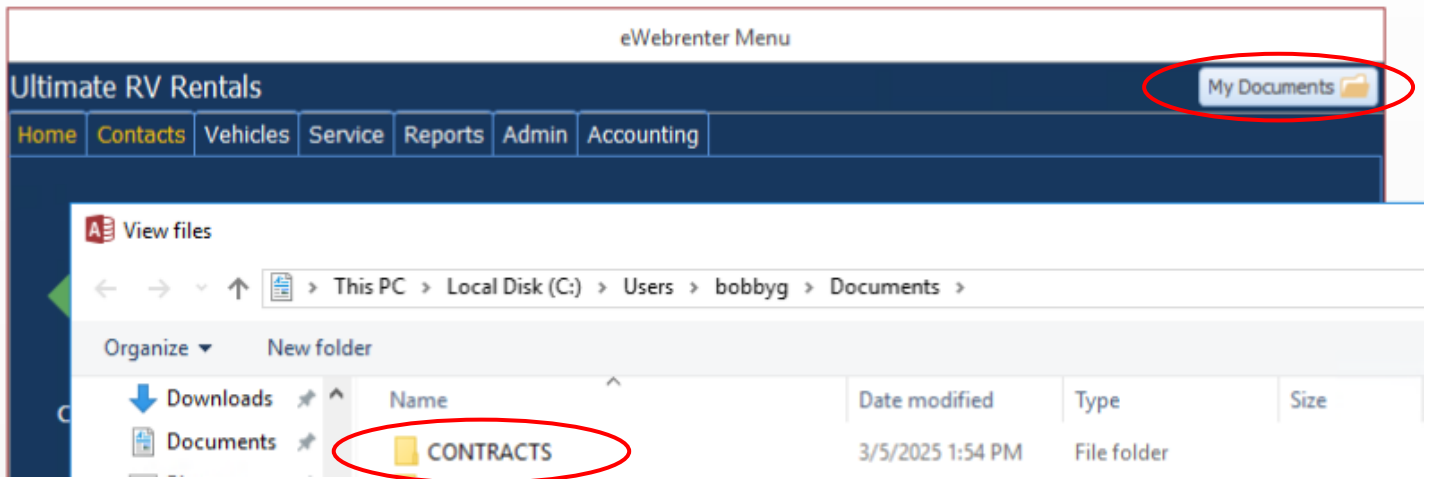 eWebrenter Menu
Ultimate RV Rentals
My Documents
Home Contacts Vehicles Service Reports Admin Accounting
View files
This PC > Local Disk (C:) > Users > bobbyg > Documents >
Organize New folder
Downloads
Name Date modified Type Size
Documents
CONTRACTS 3/5/2025 1:54 PM File folder